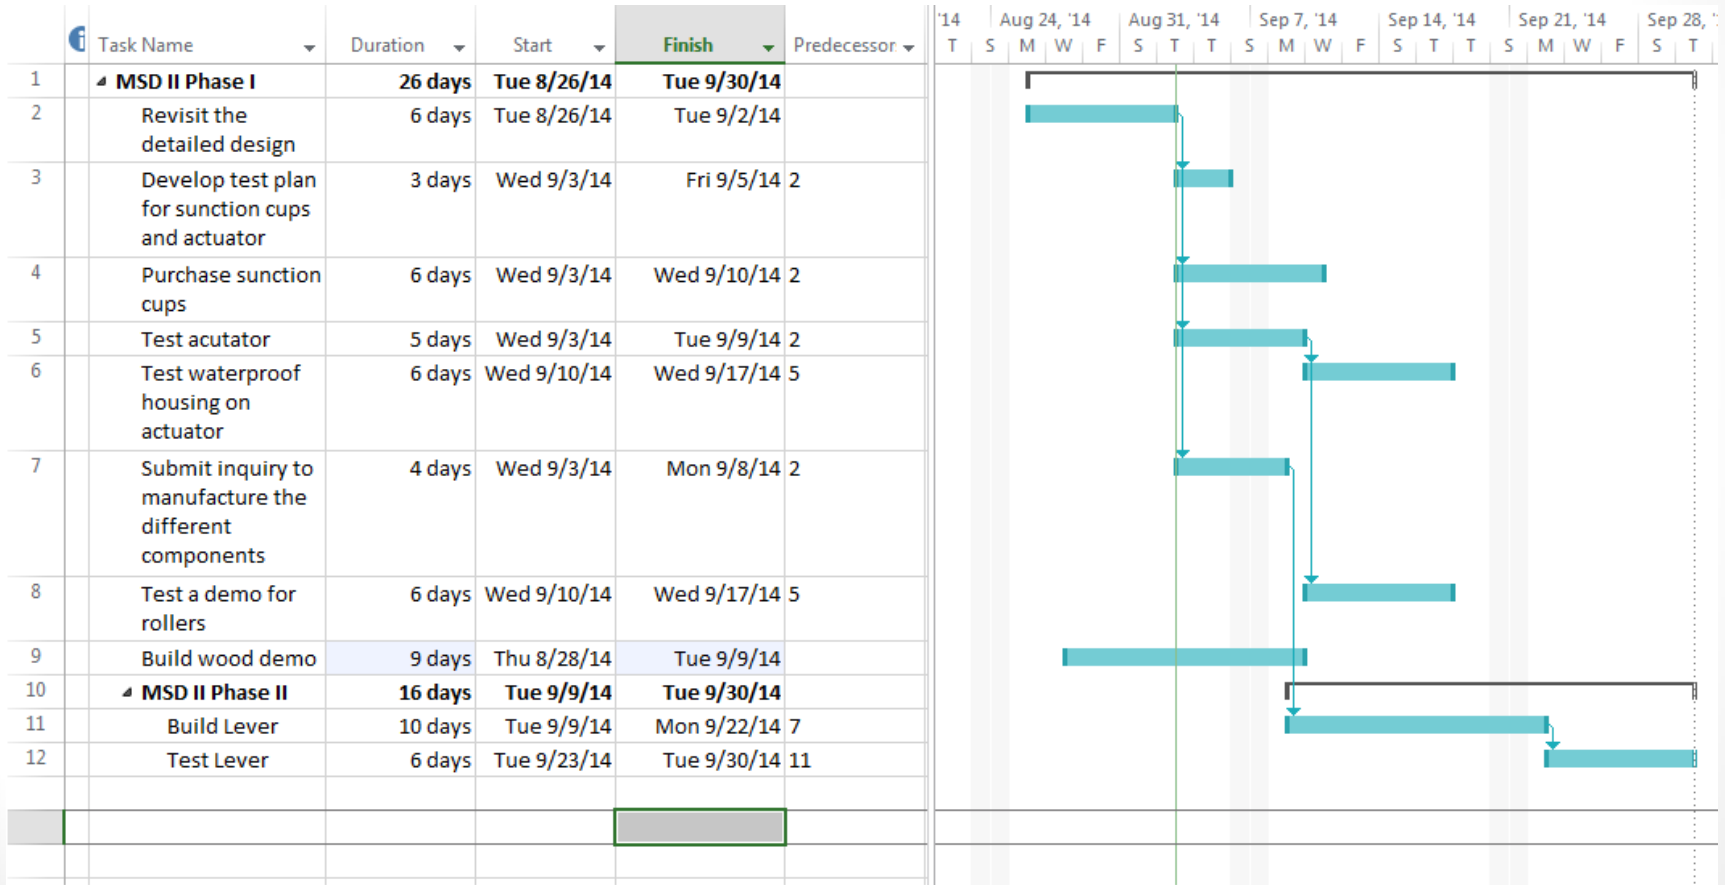 '14 Aug 24, '14 Aug 31, '14 Sep 7, '14 Sep 14, '14 Sep 21, '14 Sep 28, '
i Task Name Duration Start Finish Predecessor T S M W F S T T S M W F S T T S M W F S T
1 MSD II Phase I 26 days Tue 8/26/14 Tue 9/30/14
2 Revisit the 6 days Tue 8/26/14 Tue 9/2/14
detailed design
3 Develop test plan 3 days Wed 9/3/14 Fri 9/5/14 2
for sunction cups
and actuator
4 Purchase sunction 6 days Wed 9/3/14 Wed 9/10/14 2
cups
5 Test acutator 5 days Wed 9/3/14 Tue 9/9/14 2
6 Test waterproof 6 days Wed 9/10/14 Wed 9/17/14 5
housing on
actuator
7 Submit inquiry to 4 days Wed 9/3/14 Mon 9/8/14 2
manufacture the
different
components
8 Test a demo for 6 days Wed 9/10/14 Wed 9/17/14 5
rollers
9 Build wood demo 9 days Thu 8/28/14 Tue 9/9/14
10 MSD II Phase II 16 days Tue 9/9/14 Tue 9/30/14
11 Build Lever 10 days Tue 9/9/14 Mon 9/22/14 7
12 Test Lever 6 days Tue 9/23/14 Tue 9/30/14 11